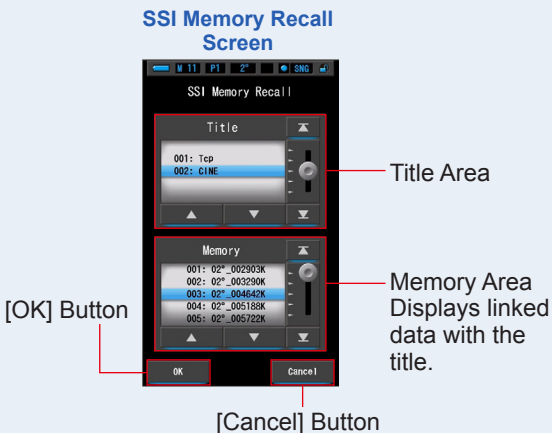 SSI Memory Recall
Screen
M 11 P1 2° SNG
SSI Memory Recall
Title
001: Tcp
002: CINE
Title Area
Memory
001: 02°_002903K
002: 02°_003290K
003: 02°_004642K
004: 02°_005188K
005: 02°_005722K
Memory Area
Displays linked
data with the
title.
[OK] Button
OK
Cancel
[Cancel] Button